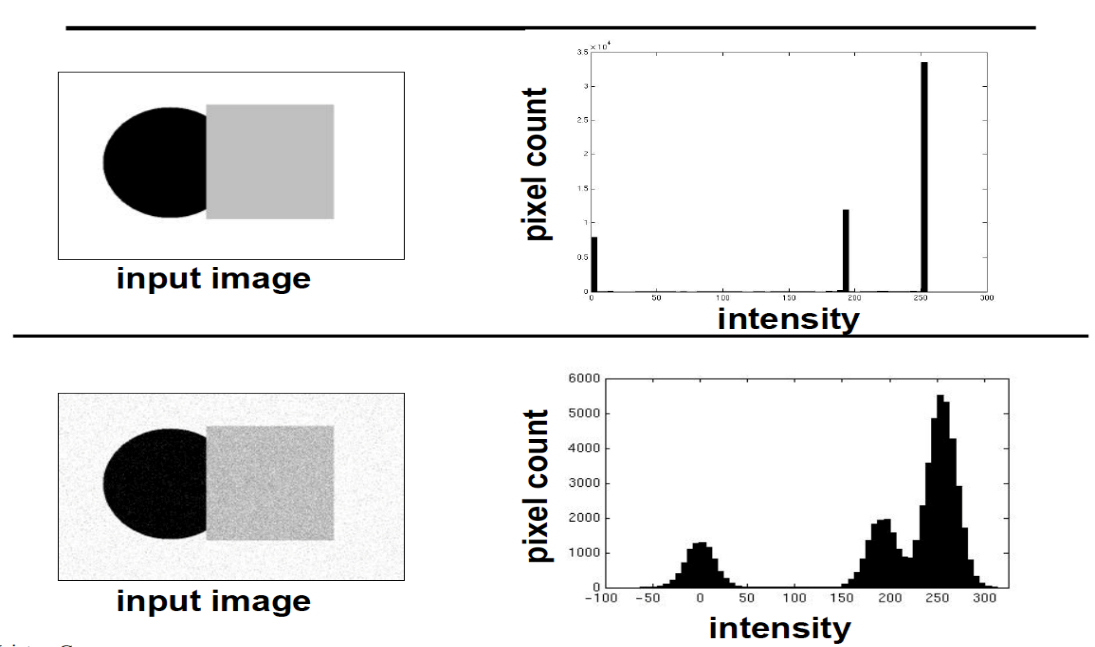 3.5 ×10⁴
3
2.5
2
1.5
1
0.5
0
0 50 100 150 200 250 300
pixel count
input image
intensity
6000
5000
4000
3000
2000
1000
0
-100 -50 0 50 100 150 200 250 300
pixel count
input image
intensity